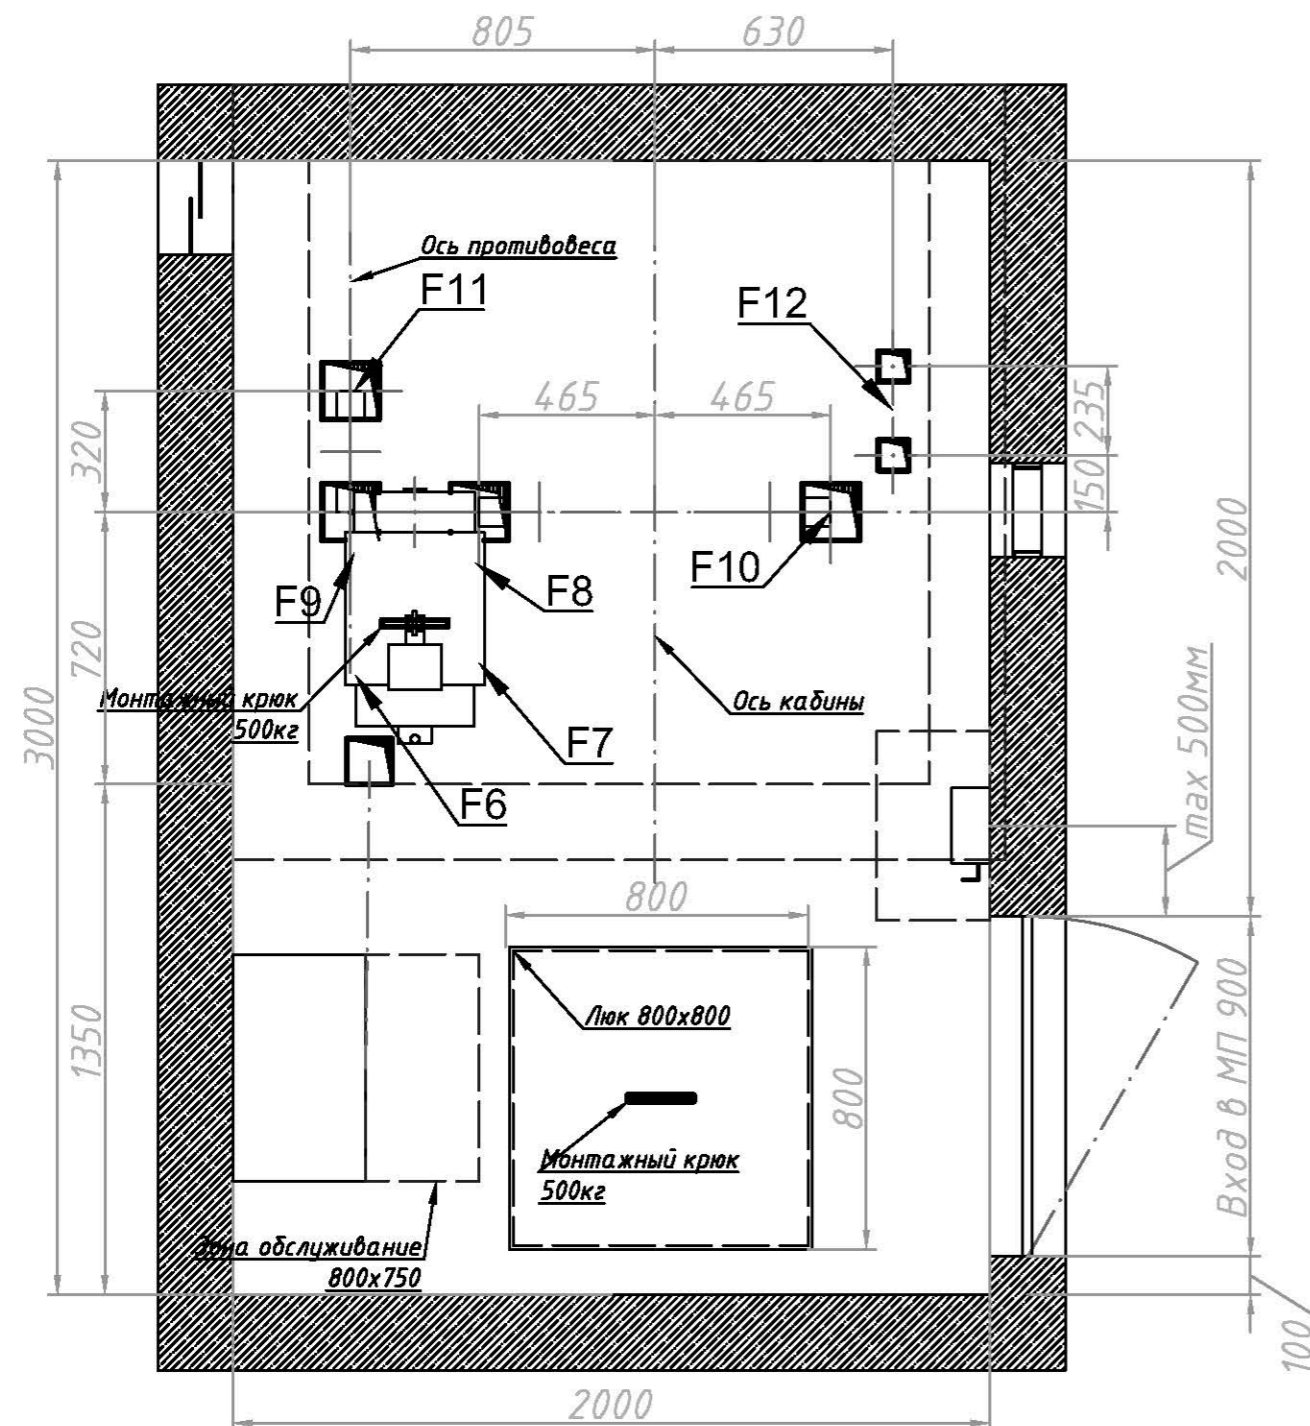 805
630
Ось противовеса
F11
F12
465
465
320
235
150
2000
F9
F8
F10
720
3000
Монтажный крюк
500кг
Ось кабины
F7
F6
max 500мм
800
Люк 800х800
1350
800
Вход в МП 900
Монтажный крюк
500кг
Зона обслуживание
800х750
100
2000